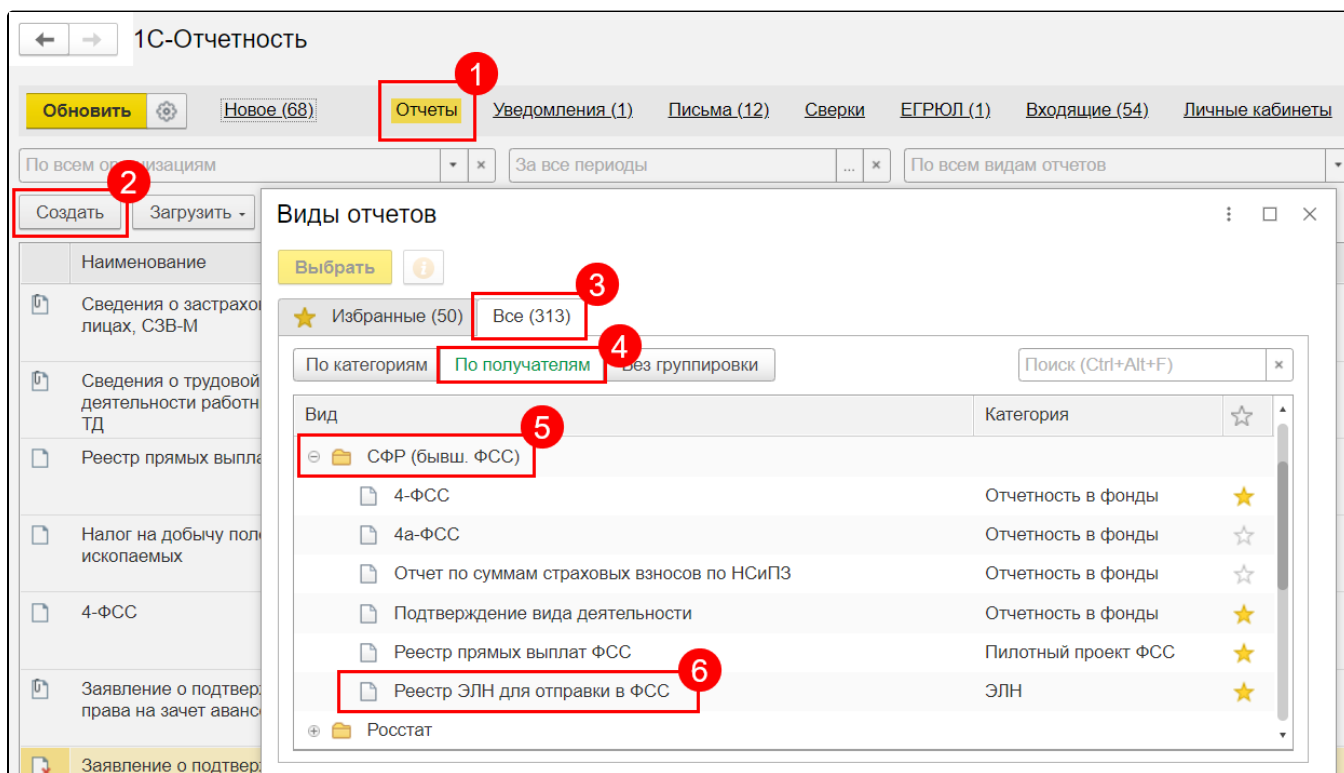 1С-Отчетность
1
Обновить Новое (68) Отчеты Уведомления (1) Письма (12) Сверки ЕГРЮЛ (1) Входящие (54) Личные кабинеты
По всем организациям За все периоды ... По всем видам отчетов
2
Создать Загрузить
Виды отчетов
Выбрать
3
Избранные (50) Все (313)
4
По категориям По получателям Без группировки Поиск (Ctrl+Alt+F)
Вид Категория
5
СФР (бывш. ФСС)
4-ФСС Отчетность в фонды
4а-ФСС Отчетность в фонды
Отчет по суммам страховых взносов по НСиПЗ Отчетность в фонды
Подтверждение вида деятельности Отчетность в фонды
Реестр прямых выплат ФСС Пилотный проект ФСС
6
Реестр ЭЛН для отправки в ФСС ЭЛН
Росстат
Наименование
Сведения о застрахо
лицах, СЗВ-М
Сведения о трудовой
деятельности работн
ТД
Реестр прямых выпла
Налог на добычу пол
ископаемых
4-ФСС
Заявление о подтвер
права на зачет аванс
Заявление о подтвер